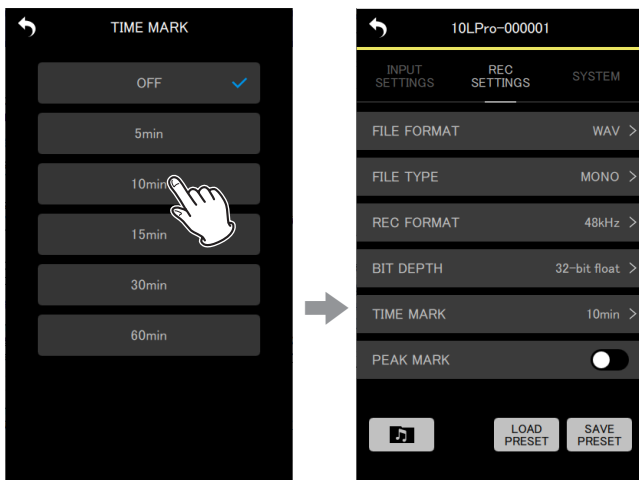 TIME MARK
OFF
5min
10min
15min
30min
60min
10LPro-000001
INPUT
SETTINGS
REC
SETTINGS
SYSTEM
FILE FORMAT WAV >
FILE TYPE MONO >
REC FORMAT 48kHz >
BIT DEPTH 32-bit float >
TIME MARK 10min >
PEAK MARK
LOAD
PRESET
SAVE
PRESET